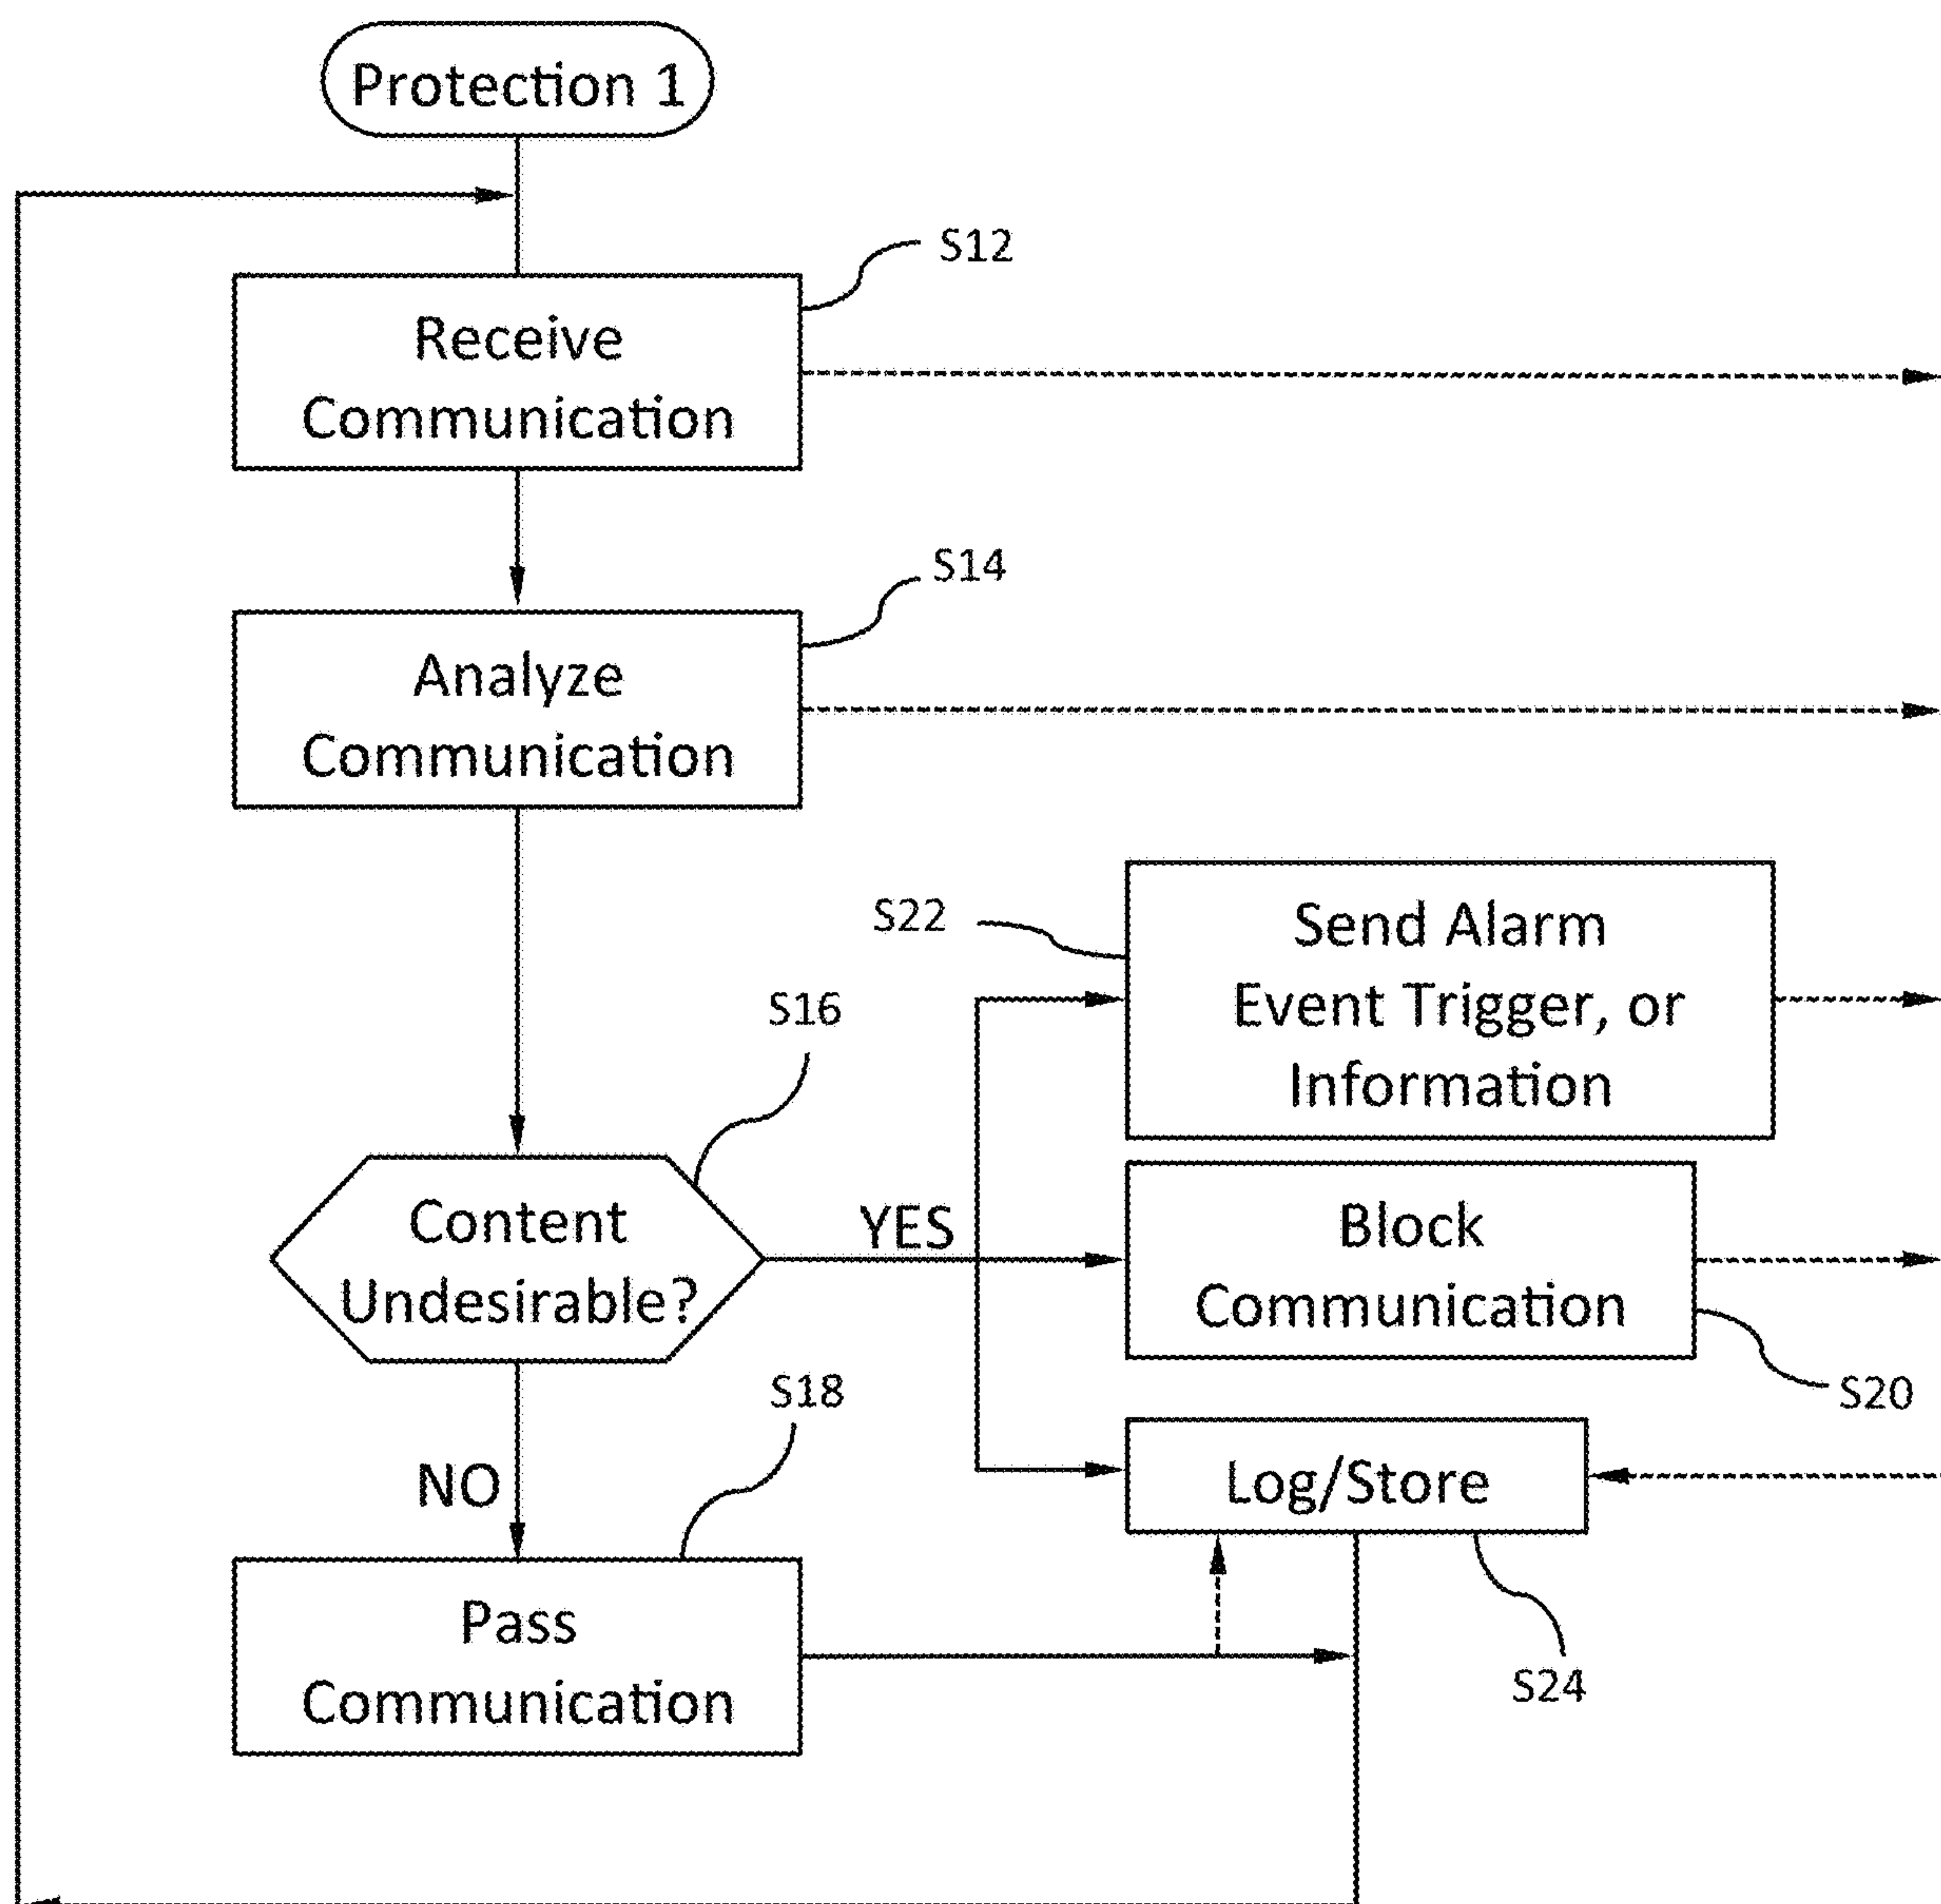 Protection 1
S12
Receive
Communication
S14
Analyze
Communication
S22
Send Alarm
Event Trigger, or
Information
S16
Content
Undesirable?
YES
Block
Communication
S20
S18
NO
Log/Store
Pass
Communication
S24